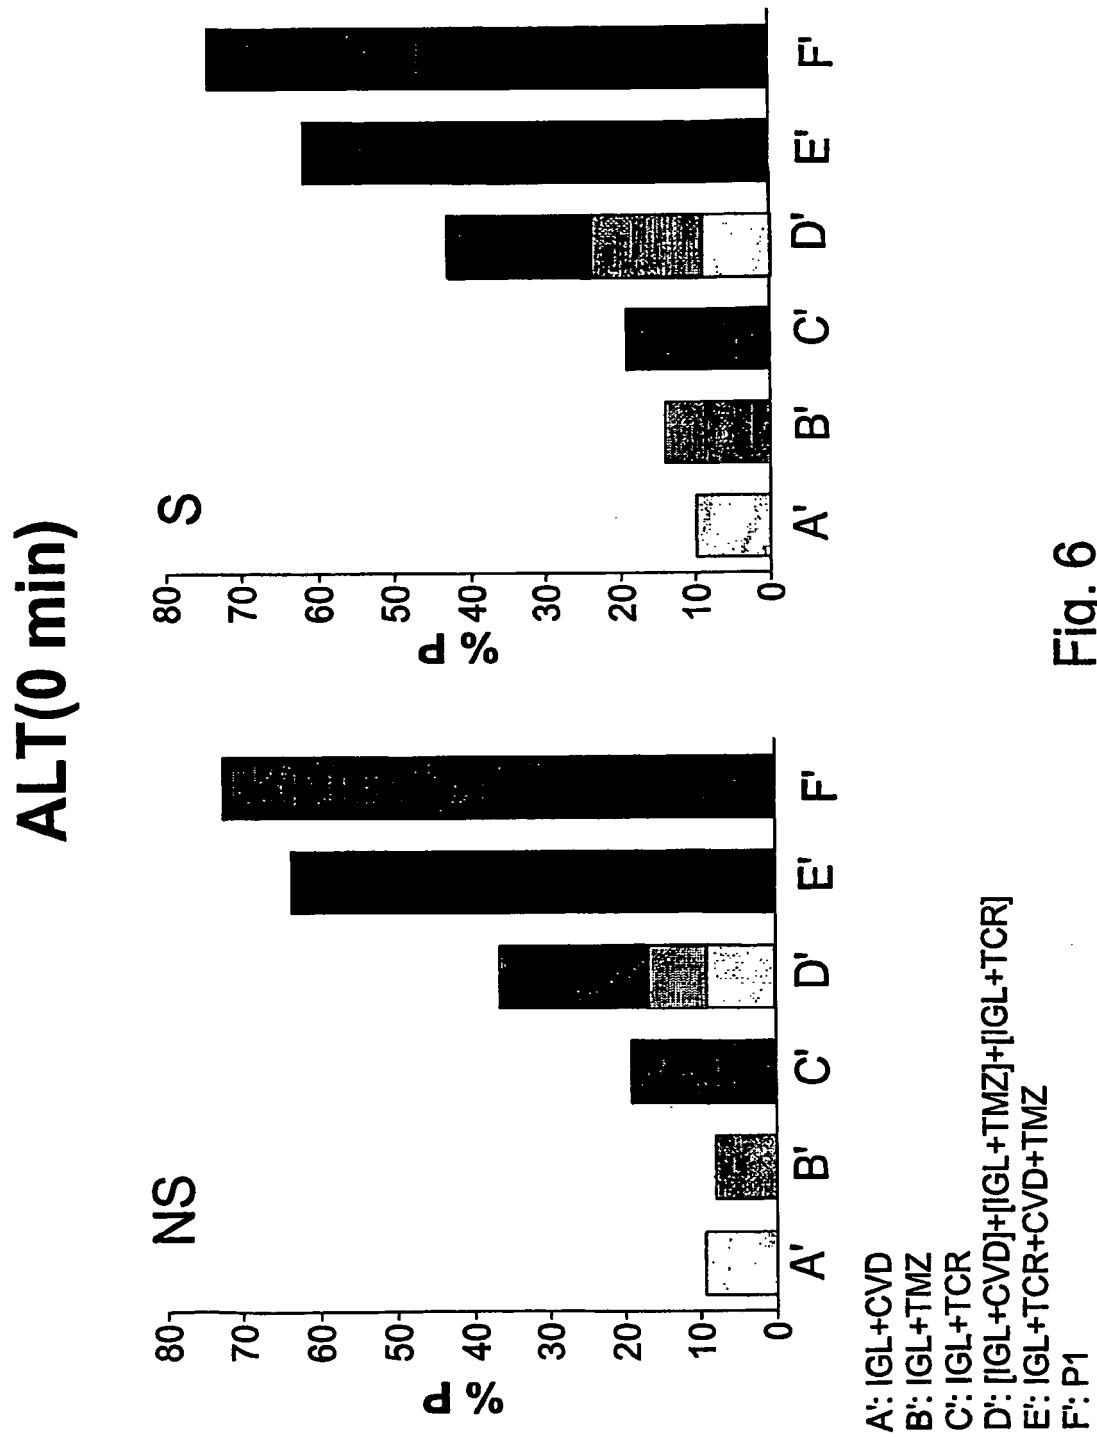 ALT(0 min)
NS
% P
80
70
60
50
40
30
20
10
0
A' B' C' D' E' F'
S
% P
80
70
60
50
40
30
20
10
0
A' B' C' D' E' F'
A': IGL+CVD
B': IGL+TMZ
C': IGL+TCR
D': [IGL+CVD]+[IGL+TMZ]+[IGL+TCR]
E': IGL+TCR+CVD+TMZ
F': P1
Fig. 6